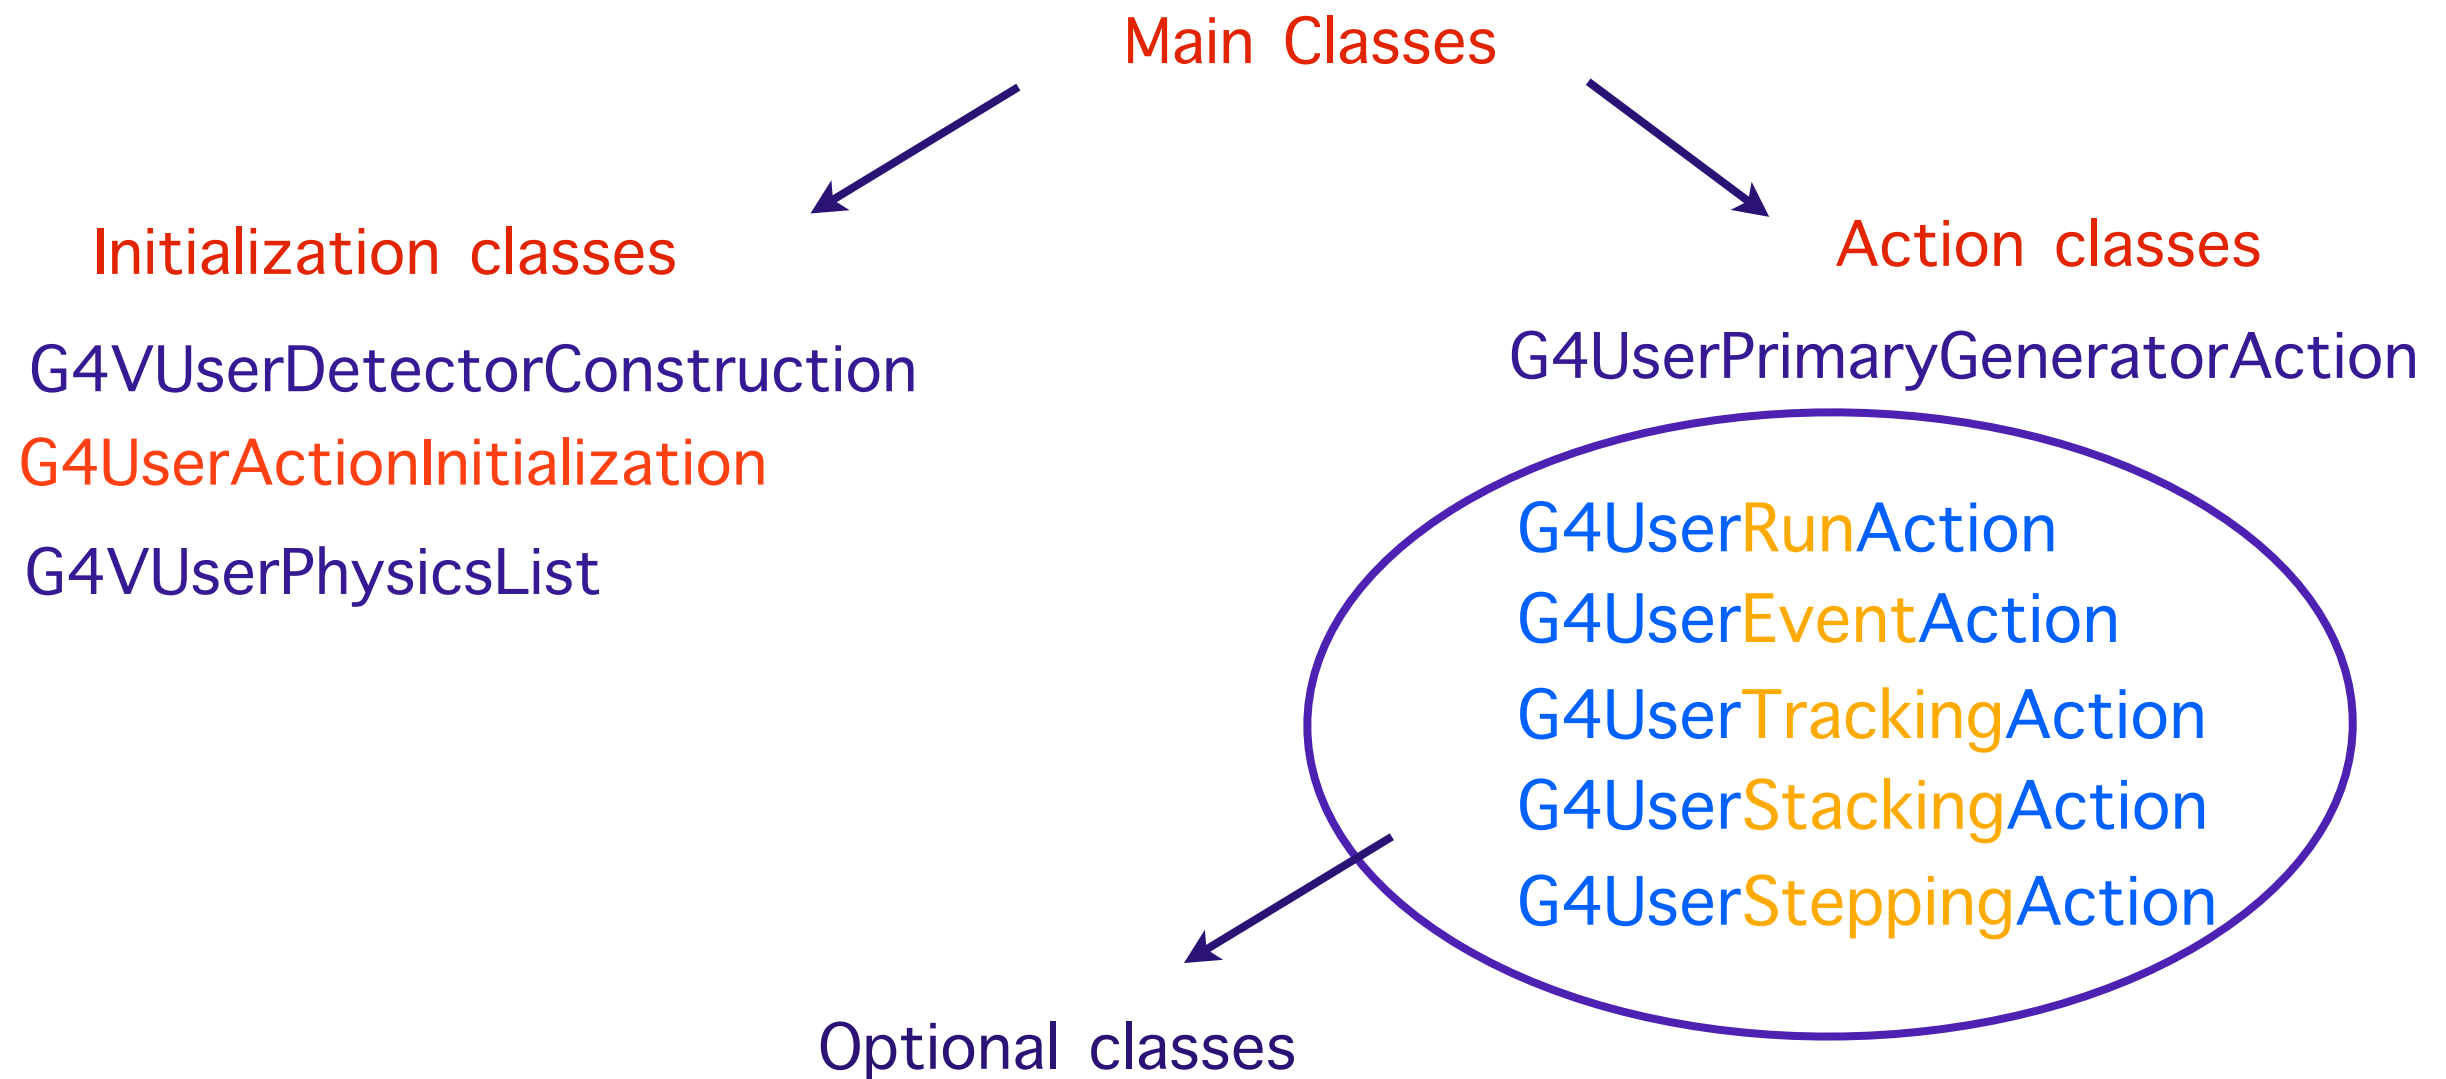 Main Classes
Initialization classes
G4VUserDetectorConstruction
G4UserActionInitialization
G4VUserPhysicsList
Action classes
G4UserPrimaryGeneratorAction
G4UserRunAction
G4UserEventAction
G4UserTrackingAction
G4UserStackingAction
G4UserSteppingAction
Optional classes